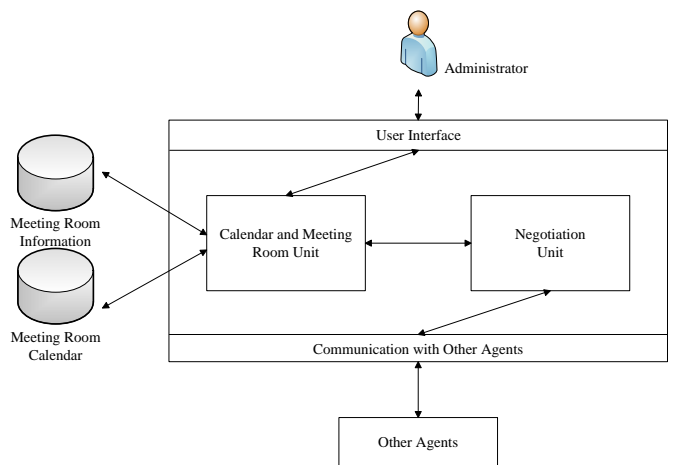 Administrator
User Interface
Meeting Room
Information
Calendar and Meeting
Room Unit
Negotiation
Unit
Meeting Room
Calendar
Communication with Other Agents
Other Agents